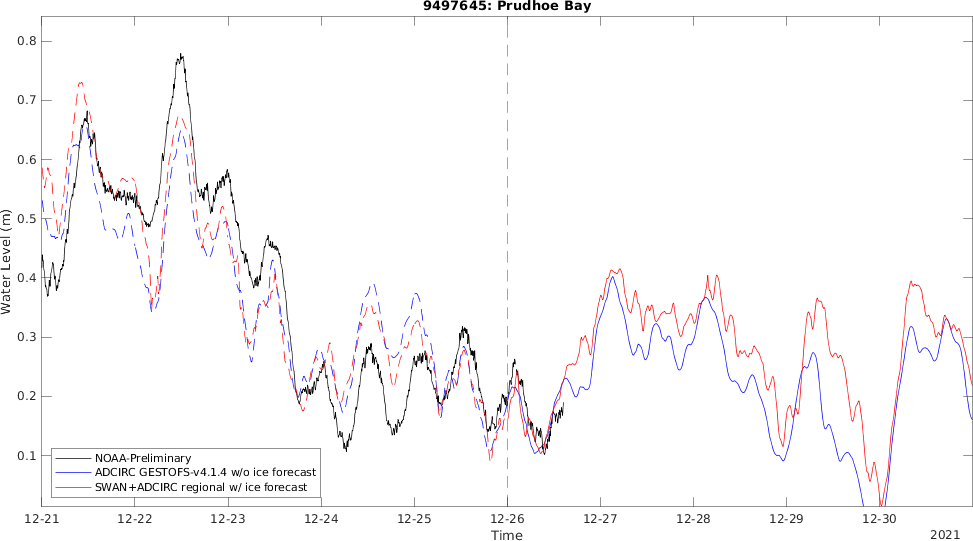 9497645: Prudhoe Bay
0.8
0.7
0.6
0.5
0.4
0.3
0.2
0.1
Water Level (m)
NOAA-Preliminary
ADCIRC GESTOFS-v4.1.4 w/o ice forecast
SWAN+ADCIRC regional w/ ice forecast
12-21 12-22 12-23 12-24 12-25 12-26 12-27 12-28 12-29 12-30
Time
2021